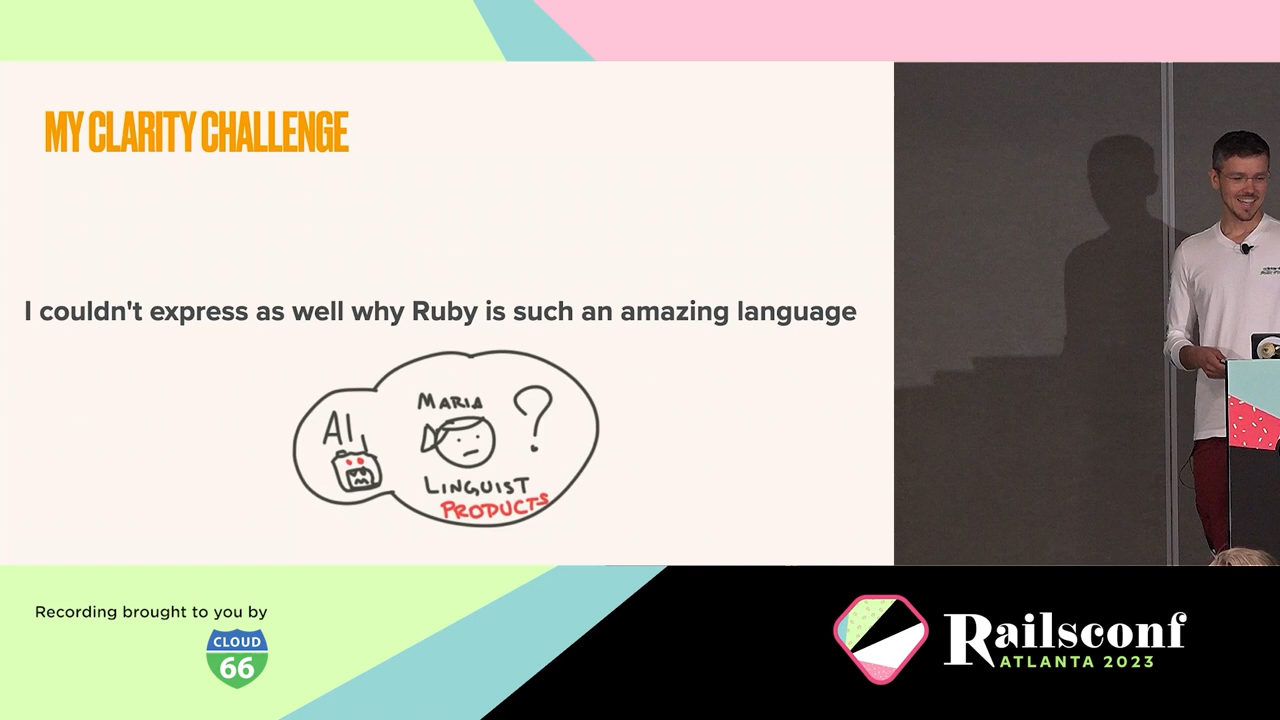 MY CLARITY CHALLENGE
I couldn't express as well why Ruby is such an amazing language
MARIA
?
AI
LINGUIST
PRODUCTS
Recording brought to you by
CLOUD
66
Railsconf
ATLANTA 2023